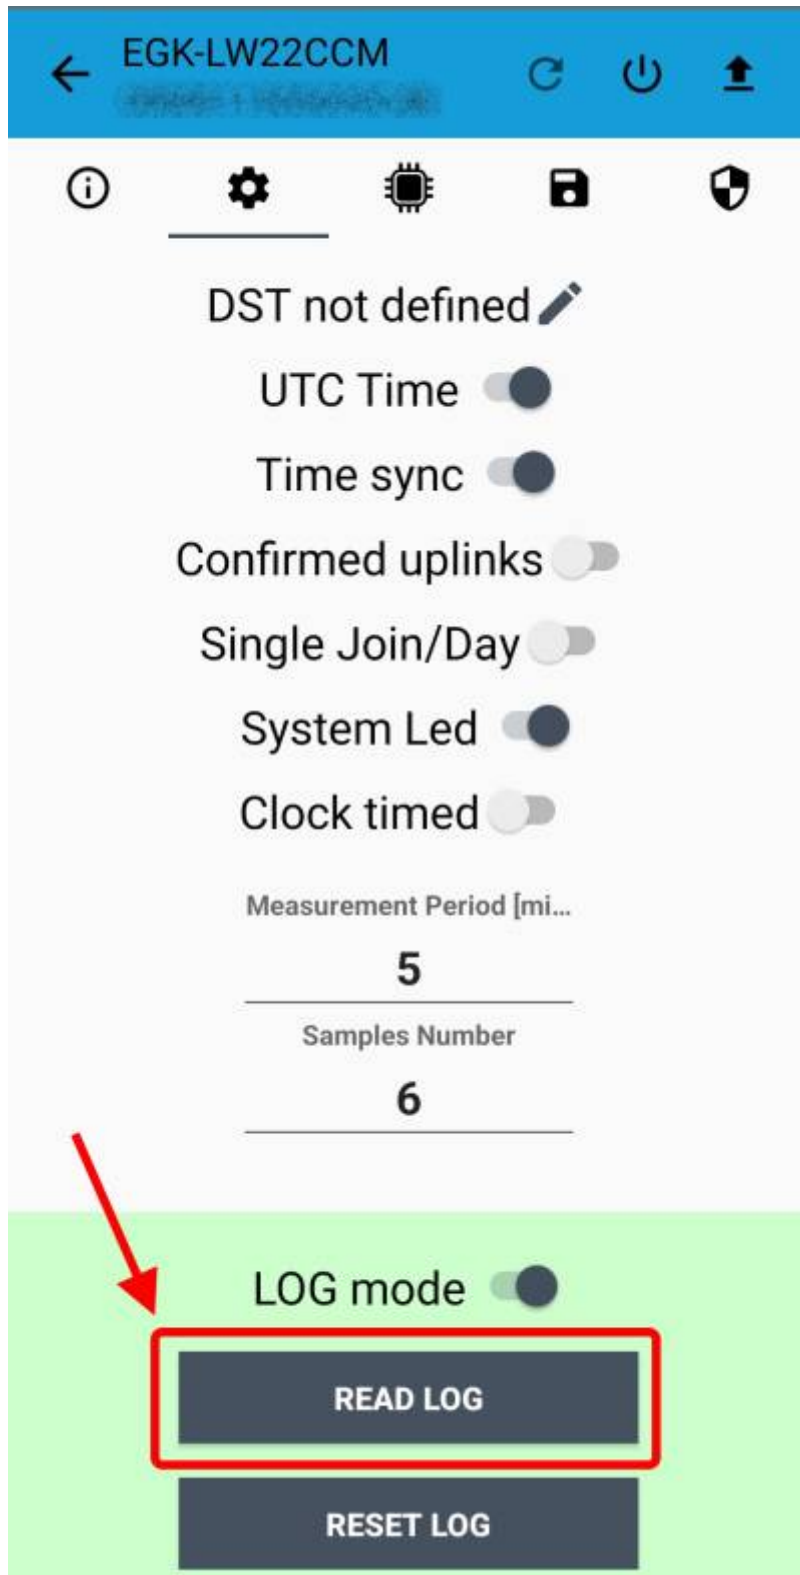 EGK-LW22CCM
DST not defined
UTC Time
Time sync
Confirmed uplinks
Single Join/Day
System Led
Clock timed
Measurement Period [mi...
5
Samples Number
6
LOG mode
READ LOG
RESET LOG